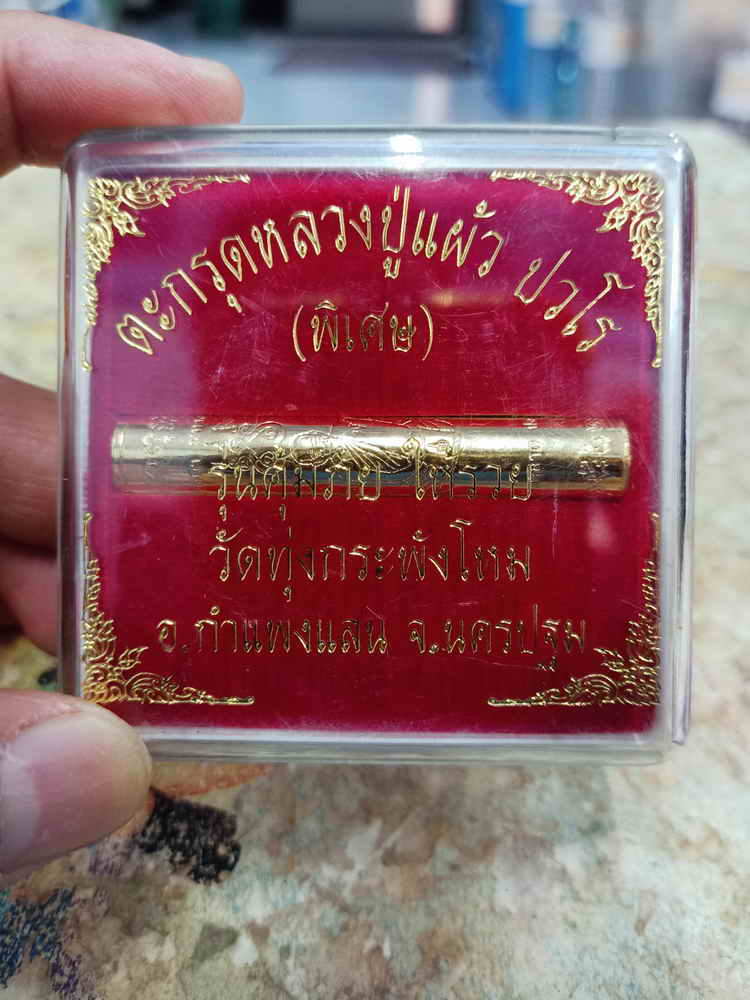 ตะกรุดหลวงปู่แผ้ว ปวโร
(พิเศษ)
รุ่นคุ้มภัย ให้รวย
วัดทุ่งกระพังโหม
อ.กำแพงแสน จ.นครปฐม